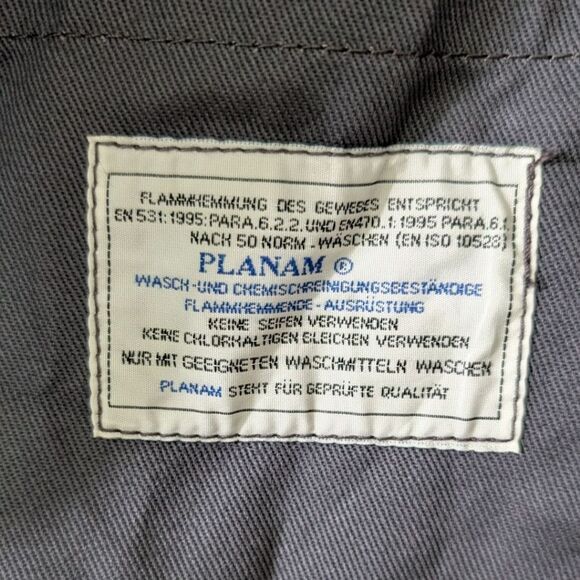 FLAMMHEMMUNG DES GEWEBES ENTSPRICHT
EN 531:1995: PARA.6.2.2. UND EN470.1:1995 PARA.6.1
NACH 50 NORM-WÄSCHEN (EN ISO 10528)
PLANAM ®
WASCH-UND CHEMISCHREINIGUNGSBESTÄNDIGE
FLAMMHEMMENDE-AUSRÜSTUNG
KEINE SEIFEN VERWENDEN
KEINE CHLORHALTIGEN BLEICHEN VERWENDEN
NUR MIT GEEIGNETEN WASCHMITTELN WASCHEN
PLANAM STEHT FÜR GEPRÜFTE QUALITÄT